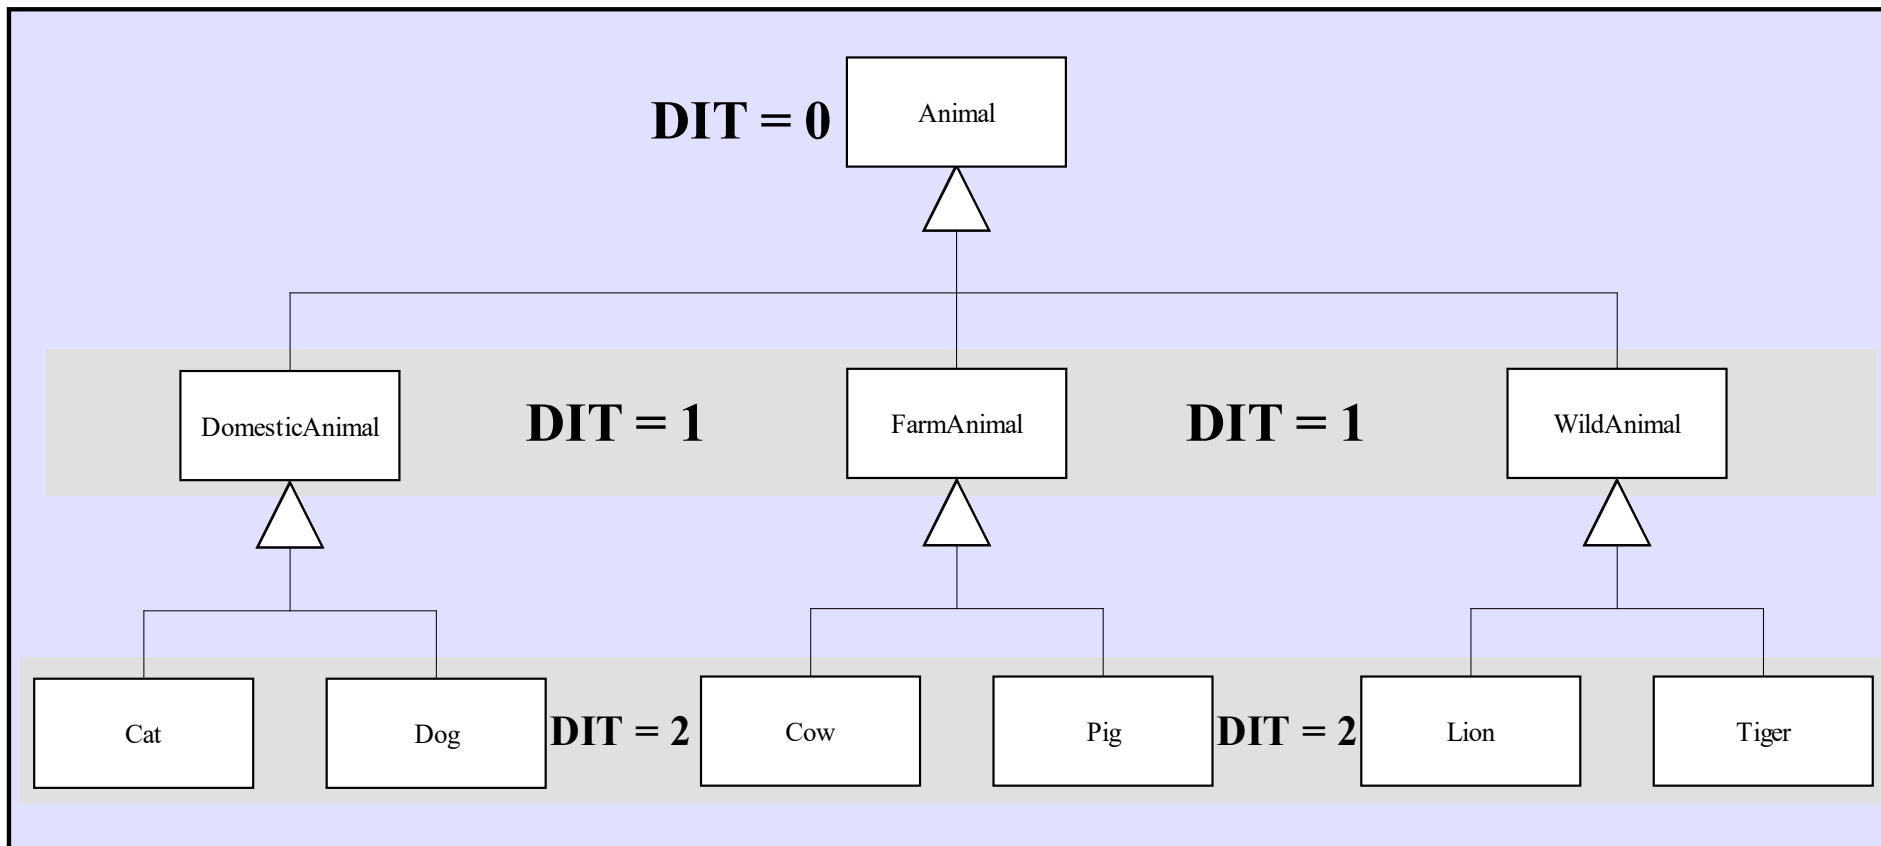 DIT = 0
Animal
DomesticAnimal
DIT = 1
FarmAnimal
DIT = 1
WildAnimal
Cat
Dog
DIT = 2
Cow
Pig
DIT = 2
Lion
Tiger